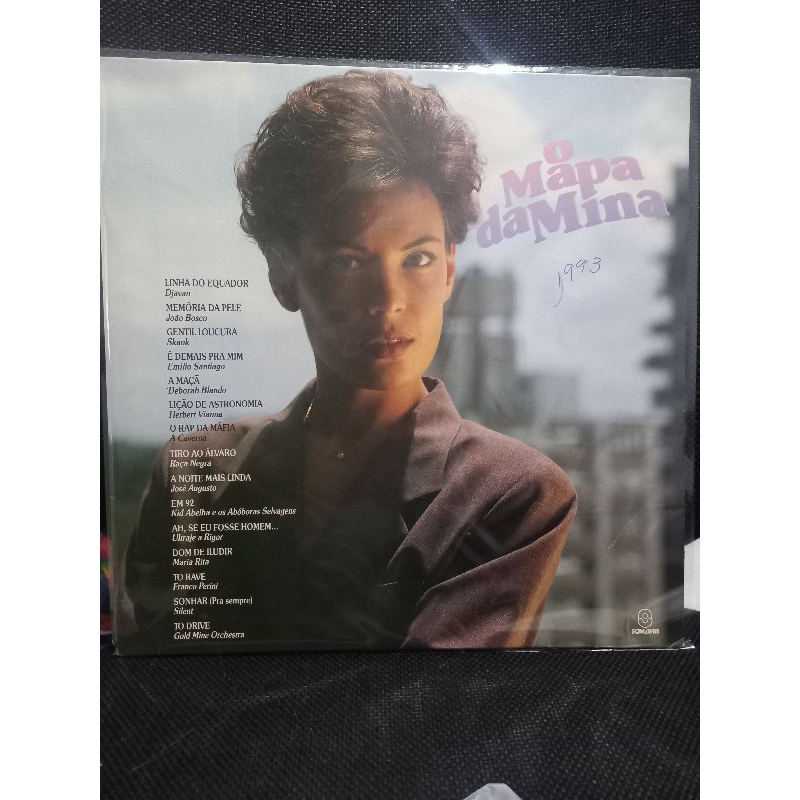 O
Mapa
da Mina
1993
LINHA DO EQUADOR
Djavan
MEMÓRIA DA PELE
João Bosco
GENTIL LOUCURA
Skank
É DEMAIS PRA MIM
Emílio Santiago
A MAÇÃ
Deborah Blando
LIÇÃO DE ASTRONOMIA
Herbert Vianna
O RAP DA MÁFIA
A Caverna
TIRO AO ÁLVARO
Raça Negra
A NOITE MAIS LINDA
José Augusto
EM 92
Kid Abelha e os Abóboras Selvagens
AH, SE EU FOSSE HOMEM...
Ultraje a Rigor
DOM DE ILUDIR
Maria Rita
TO RAVE
Franco Perini
SONHAR (Pra sempre)
Silent
TO DRIVE
Gold Mine Orchestra
SOM LIVRE